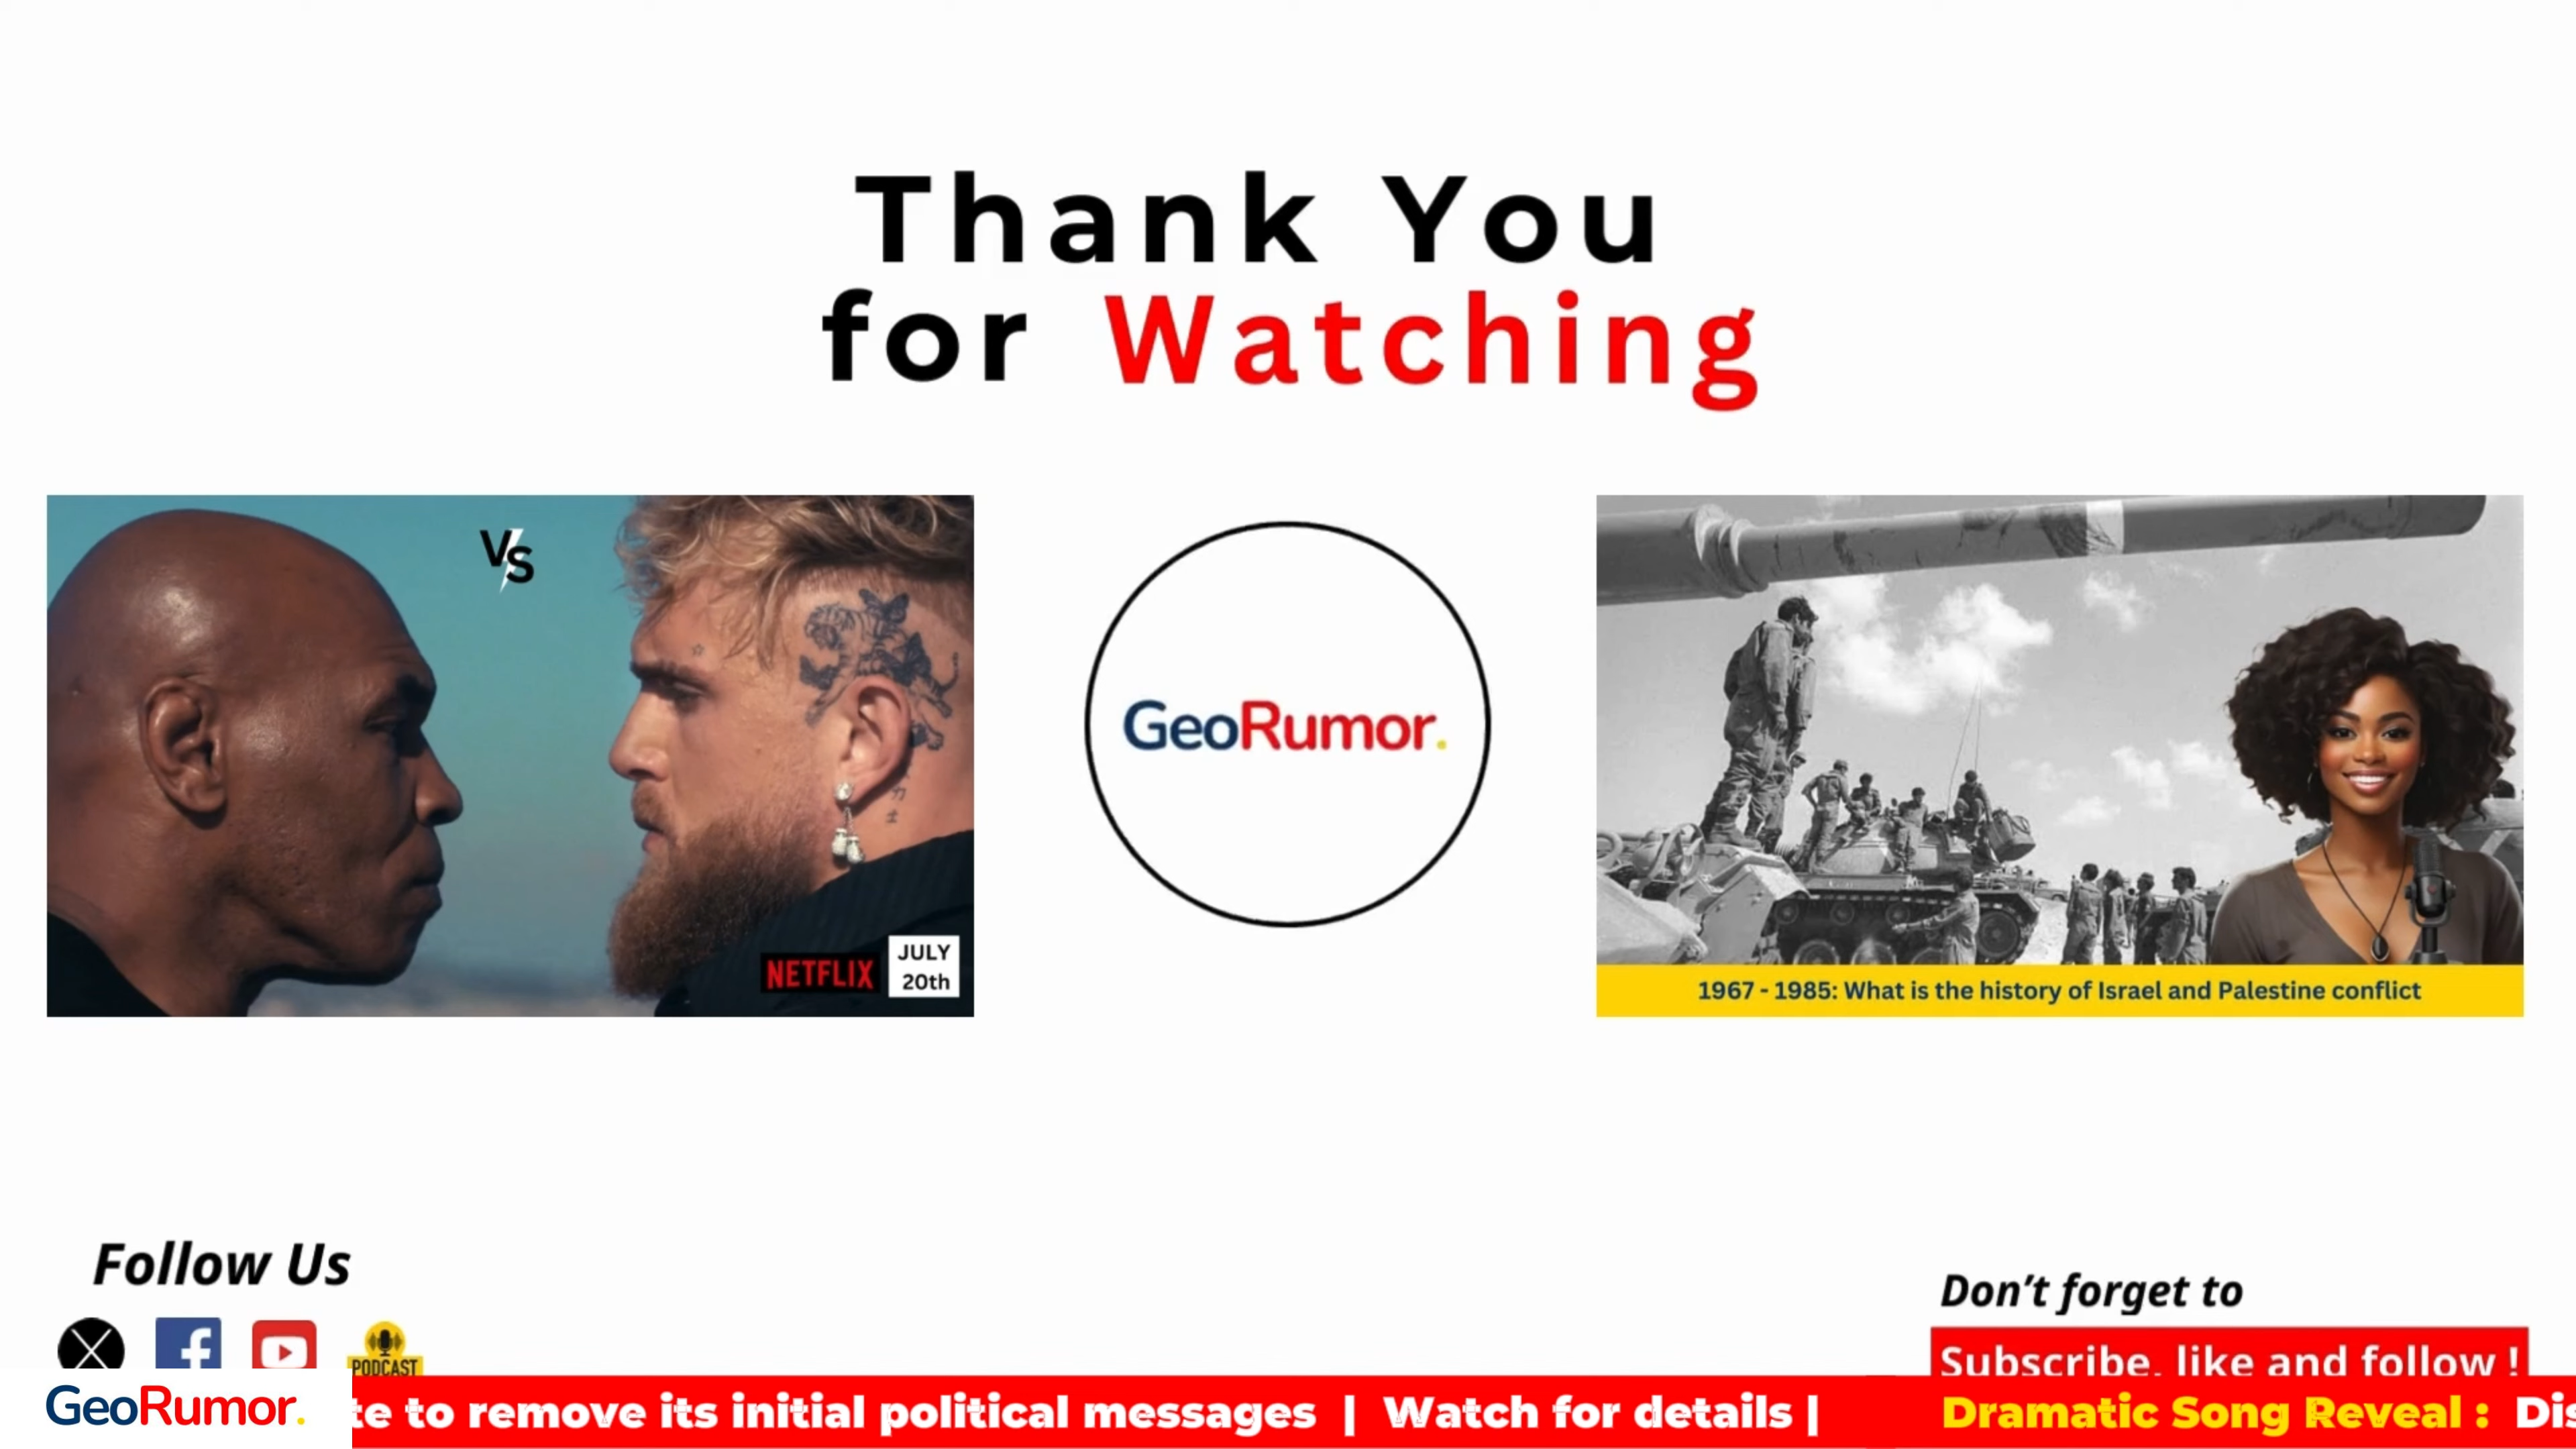 Thank You
for Watching
VS
NETFLIX
JULY
20th
GeoRumor.
1967 - 1985: What is the history of Israel and Palestine conflict
Follow Us
PODCAST
Don't forget to
Subscribe, like and follow !
GeoRumor.
te to remove its initial political messages | Watch for details | Dramatic Song Reveal : Dis